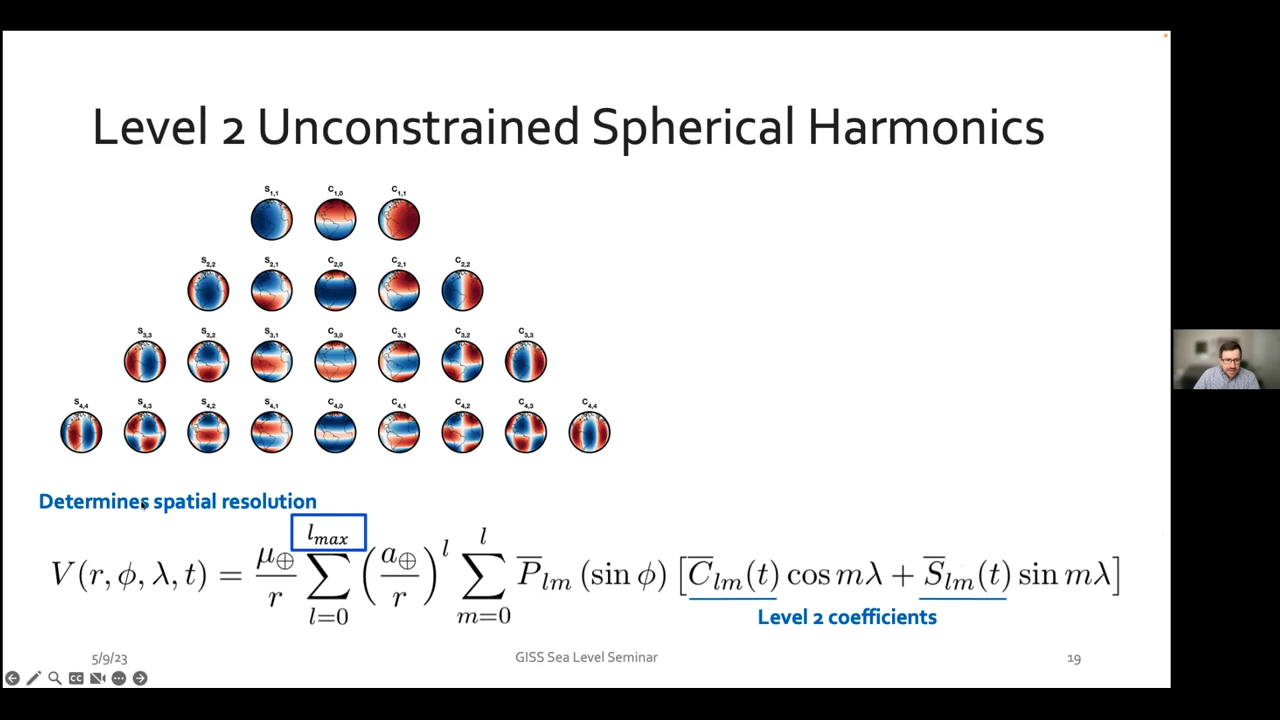 Level 2 Unconstrained Spherical Harmonics
S1,1 C1,0 C1,1
S2,2 S2,1 C2,0 C2,1 C2,2
S3,3 S3,2 S3,1 C3,0 C3,1 C3,2 C3,3
S4,4 S4,3 S4,2 S4,1 C4,0 C4,1 C4,2 C4,3 C4,4
Determines spatial resolution
V(r, ϕ, λ, t) = μ⊕/r ∑_{l=0}^{l_max} (a⊕/r)^l ∑_{m=0}^{l} P̅_lm (sin ϕ) [C̅_lm(t) cos mλ + S̅_lm(t) sin mλ]
Level 2 coefficients
5/9/23 GISS Sea Level Seminar 19
CC